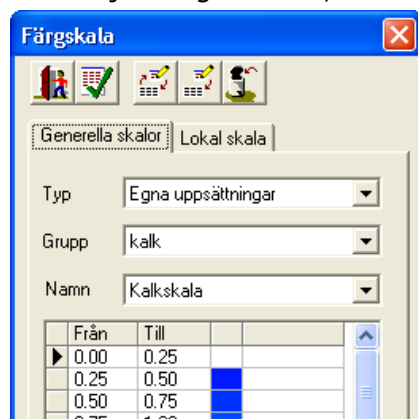 Färgskala
Generella skalor Lokal skala
Typ Egna uppsättningar
Grupp kalk
Namn Kalkskala
Från Till
0.00 0.25
0.25 0.50
0.50 0.75